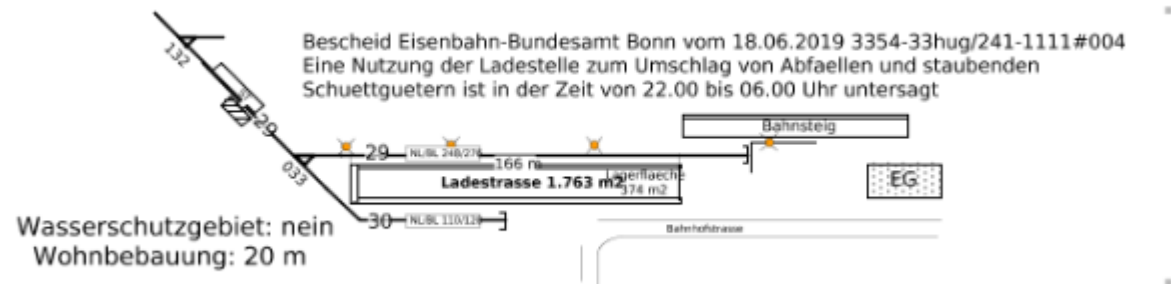 Bescheid Eisenbahn-Bundesamt Bonn vom 18.06.2019 3354-33hug/241-1111#004
Eine Nutzung der Ladestelle zum Umschlag von Abfaellen und staubenden
Schuettguetern ist in der Zeit von 22.00 bis 06.00 Uhr untersagt
132
29
Bahnsteig
29
NL/BL 248/276
166 m
033
Ladestrasse 1.763 m2
Lagerflaeche
374 m2
EG
30
NL/BL 110/128
Bahnhofstrasse
Wasserschutzgebiet: nein
Wohnbebauung: 20 m